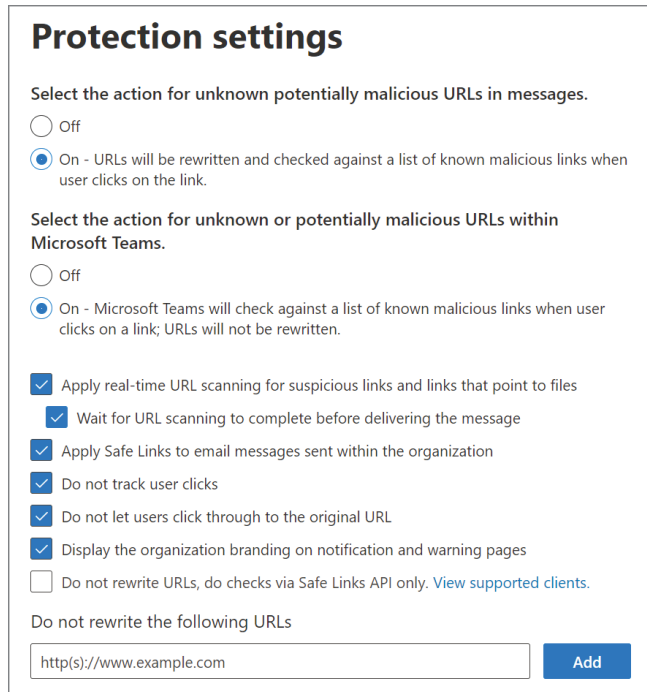 Protection settings
Select the action for unknown potentially malicious URLs in messages.
Off
On - URLs will be rewritten and checked against a list of known malicious links when
user clicks on the link.
Select the action for unknown or potentially malicious URLs within
Microsoft Teams.
Off
On - Microsoft Teams will check against a list of known malicious links when user
clicks on a link; URLs will not be rewritten.
Apply real-time URL scanning for suspicious links and links that point to files
Wait for URL scanning to complete before delivering the message
Apply Safe Links to email messages sent within the organization
Do not track user clicks
Do not let users click through to the original URL
Display the organization branding on notification and warning pages
Do not rewrite URLs, do checks via Safe Links API only. View supported clients.
Do not rewrite the following URLs
http(s)://www.example.com
Add